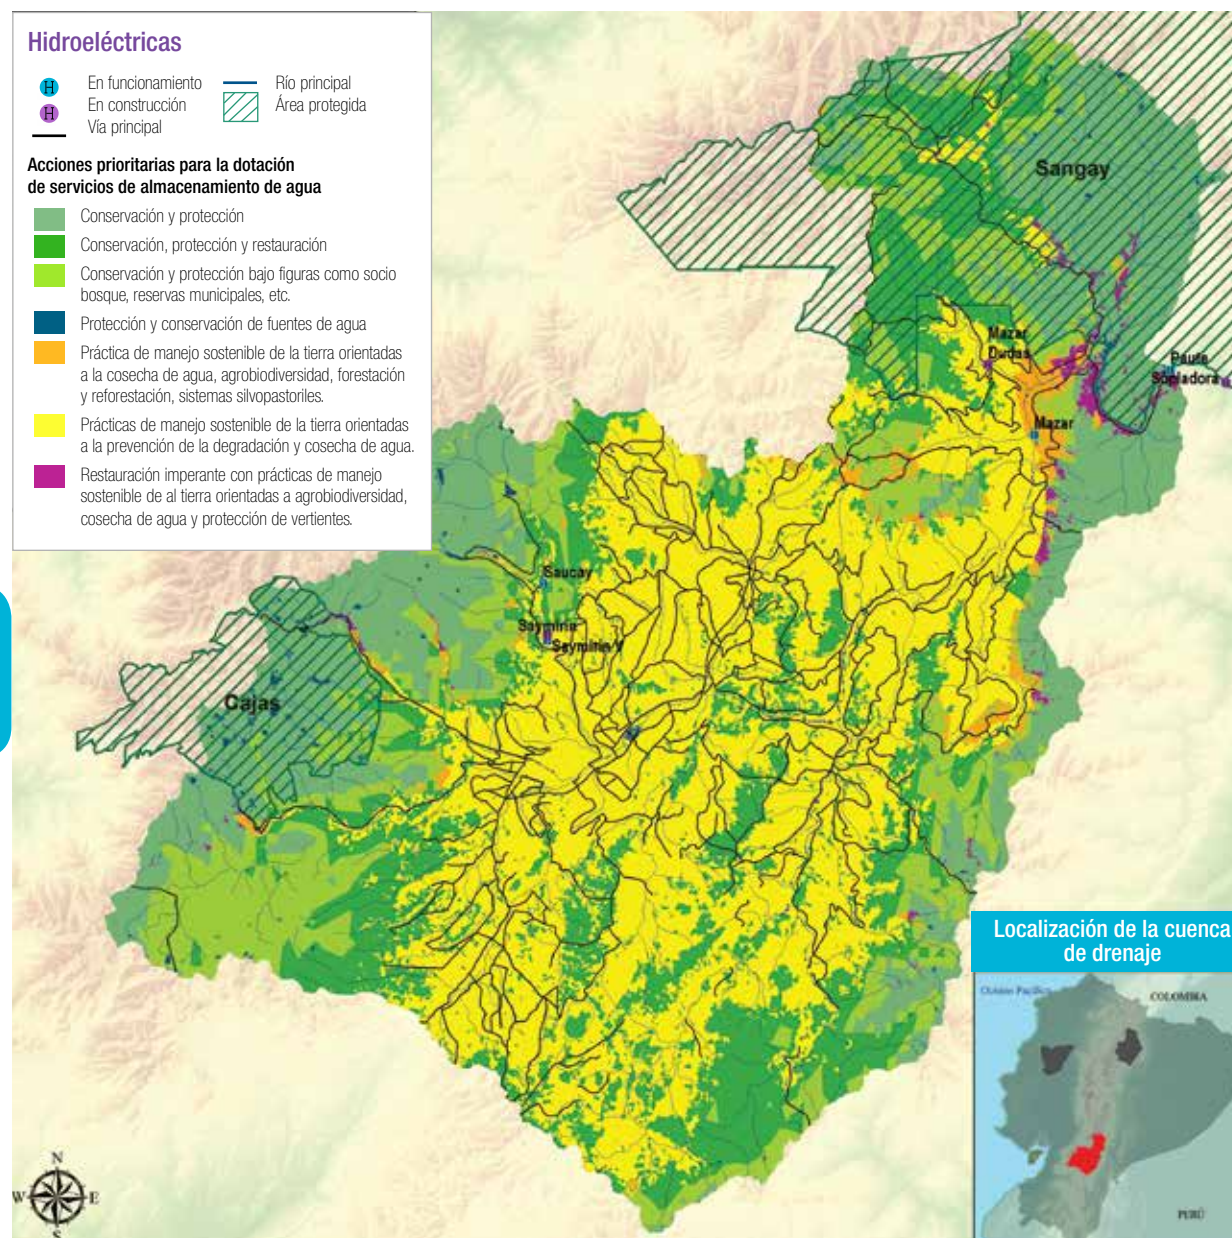 Hidroeléctricas
H En funcionamiento
H En construcción
Vía principal
Río principal
Área protegida
Acciones prioritarias para la dotación
de servicios de almacenamiento de agua
Conservación y protección
Conservación, protección y restauración
Conservación y protección bajo figuras como socio
bosque, reservas municipales, etc.
Protección y conservación de fuentes de agua
Práctica de manejo sostenible de la tierra orientadas
a la cosecha de agua, agrobiodiversidad, forestación
y reforestación, sistemas silvopastoriles.
Prácticas de manejo sostenible de la tierra orientadas
a la prevención de la degradación y cosecha de agua.
Restauración imperante con prácticas de manejo
sostenible de al tierra orientadas a agrobiodiversidad,
cosecha de agua y protección de vertientes.
Sangay
Mazar
Dudas
Paute
Sopladora
Mazar
Saucay
Saymirin
Saymirin V
Cajas
Localización de la cuenca
de drenaje
Océano Pacífico
COLOMBIA
PERÚ
N
W E
S